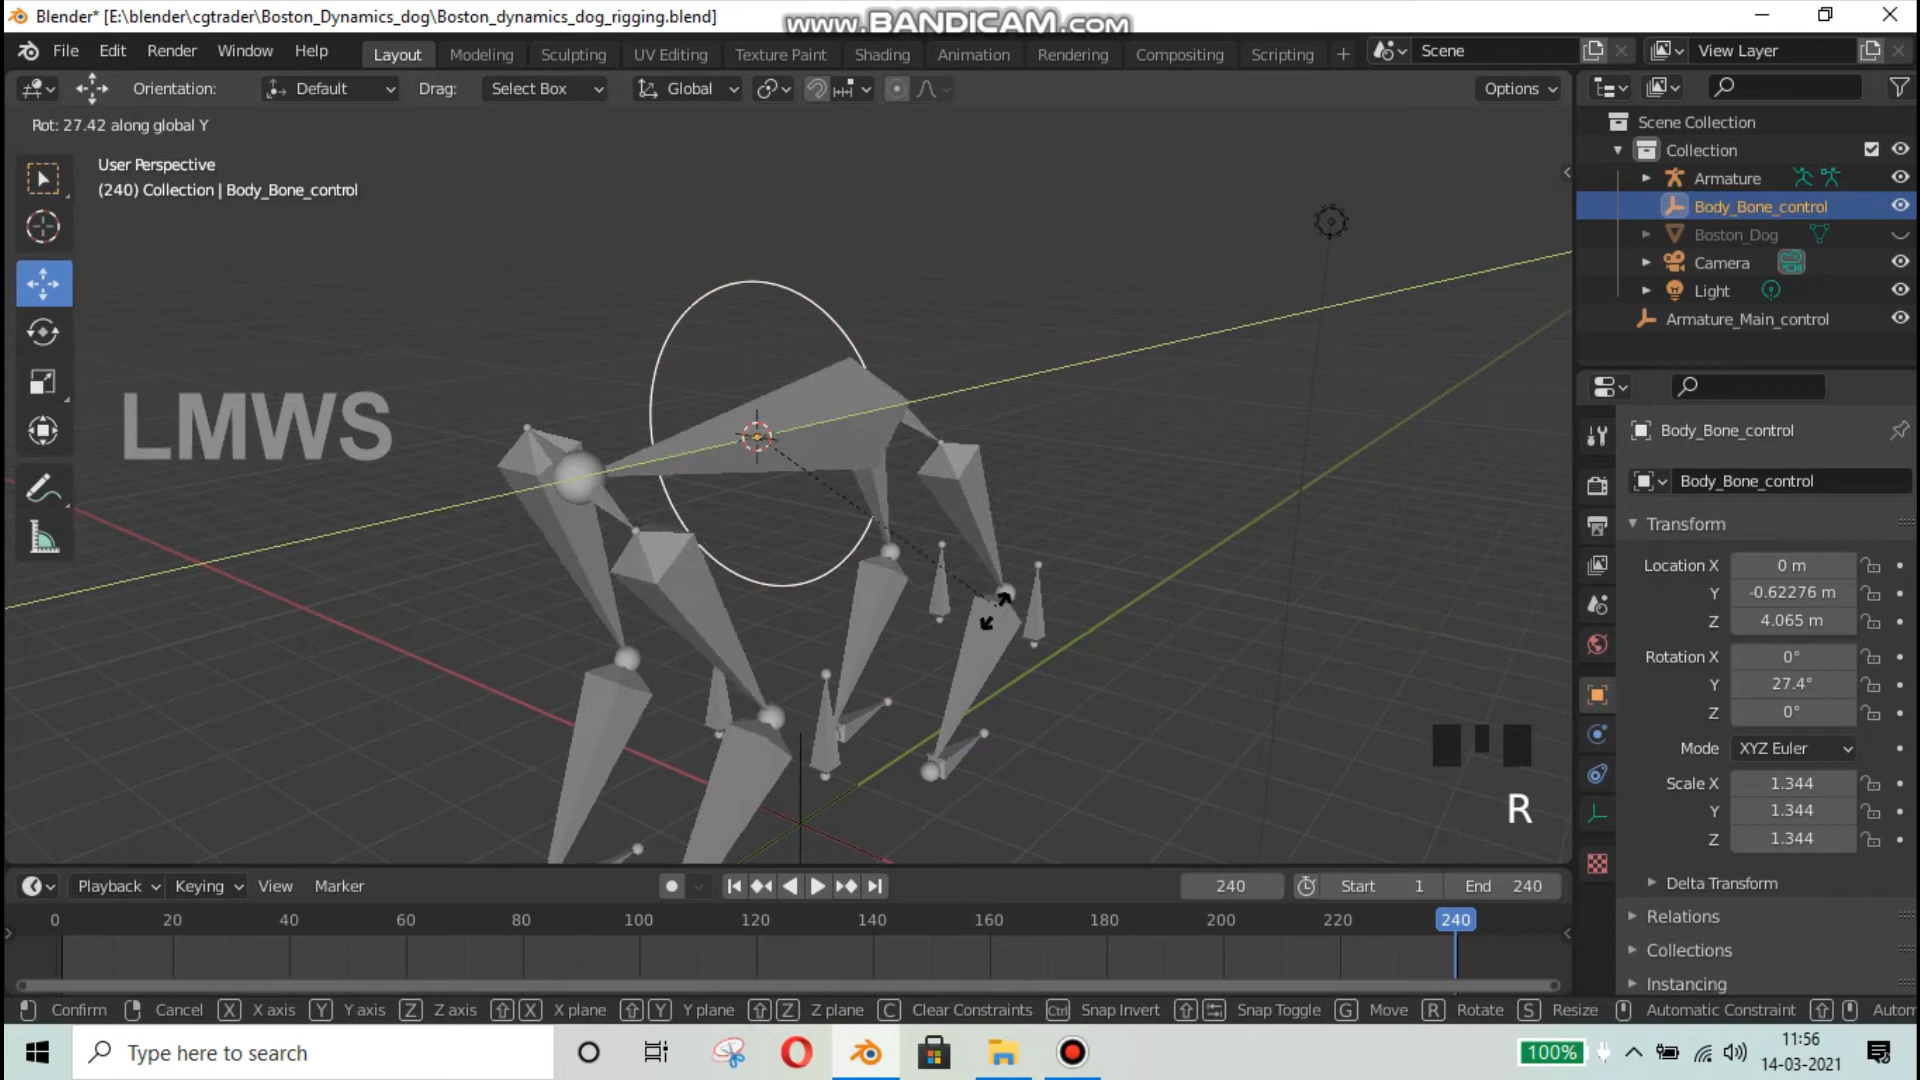 Blender* [E:\blender\cgtrader\Boston_Dynamics_dog\Boston_dynamics_dog_rigging.blend]
www.BANDICAM.com
File Edit Render Window Help
Layout Modeling Sculpting UV Editing Texture Paint Shading Animation Rendering Compositing Scripting +
Scene
View Layer
Orientation: Default Drag: Select Box Global Options
Rot: 27.42 along global Y
User Perspective
(240) Collection | Body_Bone_control
LMWS
R
Scene Collection
Collection
Armature
Body_Bone_control
Boston_Dog
Camera
Light
Armature_Main_control
Body_Bone_control
Body_Bone_control
Transform
Location X 0 m
Y -0.62276 m
Z 4.065 m
Rotation X 0°
Y 27.4°
Z 0°
Mode XYZ Euler
Scale X 1.344
Y 1.344
Z 1.344
Delta Transform
Relations
Collections
Instancing
Playback Keying View Marker 240 Start 1 End 240
0 20 40 60 80 100 120 140 160 180 200 220 240
Confirm Cancel X X axis Y Y axis Z Z axis X X plane Y Y plane Z Z plane C Clear Constraints Ctrl Snap Invert Snap Toggle G Move R Rotate S Resize Automatic Constraint Autom
Type here to search
100%
11:56
14-03-2021